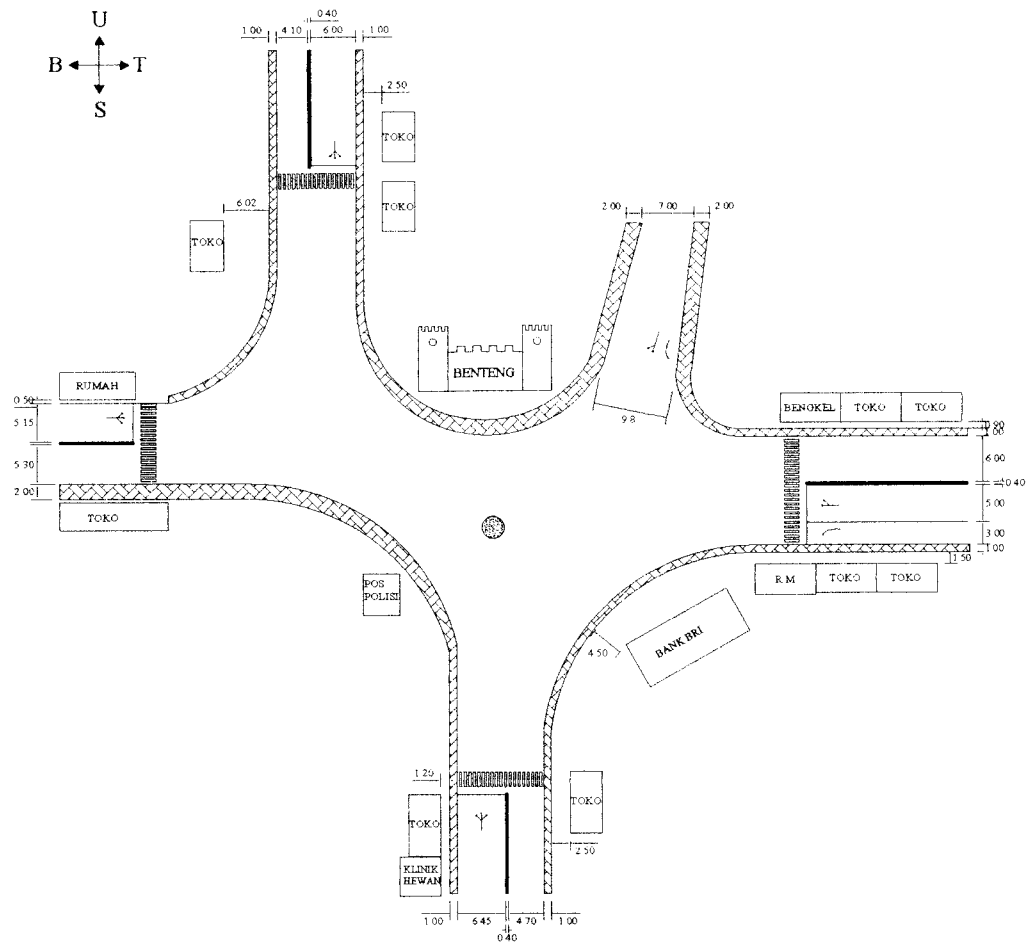 0.40
1.00 4.10 6.00 1.00
U
B T
S
2.50
TOKO
TOKO
6.02
TOKO
2.00 7.00 2.00
BENTENG
RUMAH
0.50
5.15
5.30
2.00
TOKO
9.8
BENGKEL TOKO TOKO
0.90
1.00
6.00
0.40
5.00
3.00
1.00
1.50
R M TOKO TOKO
POS
POLISI
BANK BRI
4.50
1.20
TOKO
TOKO
KLINIK
HEWAN
2.50
1.00 6.45 4.70 1.00
0.40